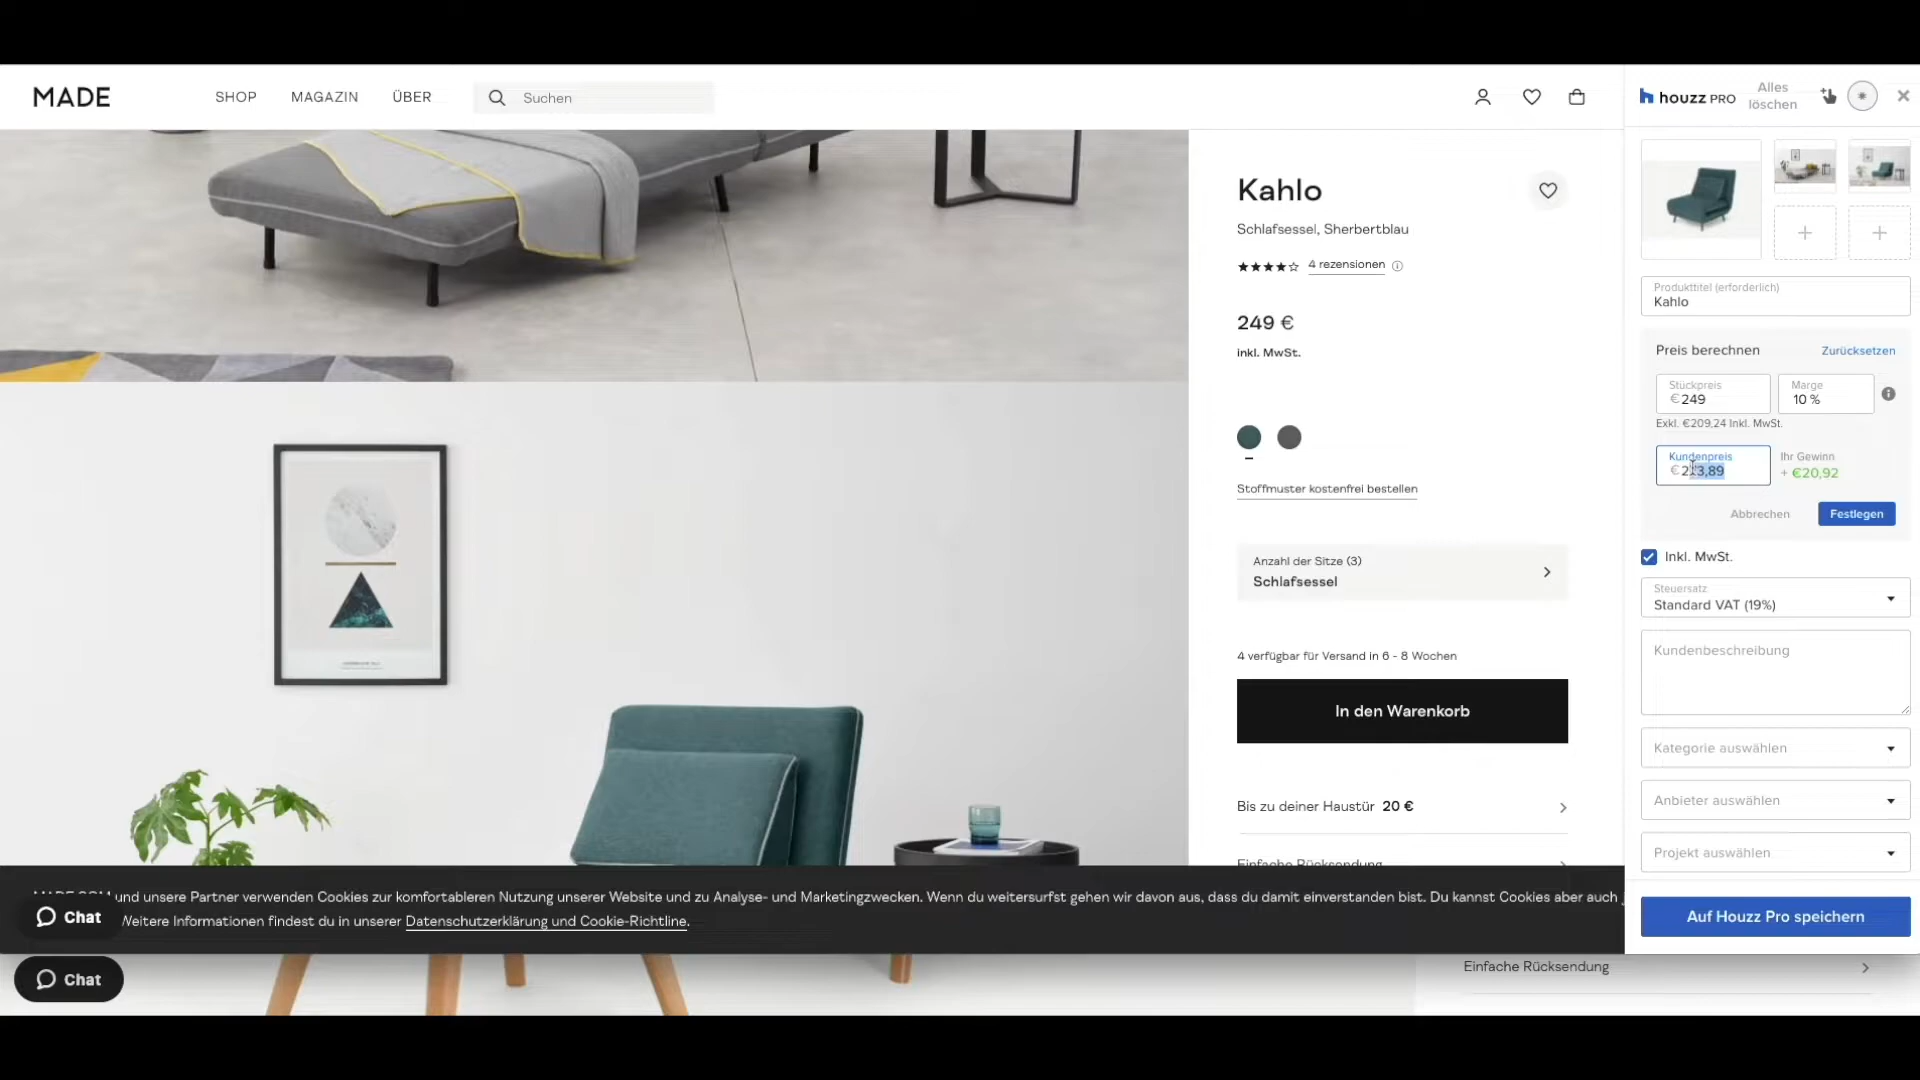 MADE
SHOP
MAGAZIN
ÜBER
Suchen
Kahlo
Schlafsessel, Sherbertblau
4 rezensionen
249 €
inkl. MwSt.
Stoffmuster kostenfrei bestellen
Anzahl der Sitze (3)
Schlafsessel
4 verfügbar für Versand in 6 - 8 Wochen
In den Warenkorb
Bis zu deiner Haustür 20 €
Einfache Rücksendung
und unsere Partner verwenden Cookies zur komfortableren Nutzung unserer Website und zu Analyse- und Marketingzwecken. Wenn du weitersurfst gehen wir davon aus, dass du damit einverstanden bist. Du kannst Cookies aber auch
Chat
Weitere Informationen findest du in unserer Datenschutzerklärung und Cookie-Richtlinie.
Chat
Einfache Rücksendung
houzz PRO
Alles löschen
Produkttitel (erforderlich)
Kahlo
Preis berechnen
Zurücksetzen
Stückpreis
€ 249
Marge
10 %
Exkl. €209,24 Inkl. MwSt.
Kundenpreis
Ihr Gewinn
+ €20,92
Abbrechen
Festlegen
Inkl. MwSt.
Steuersatz
Standard VAT (19%)
Kundenbeschreibung
Kategorie auswählen
Anbieter auswählen
Projekt auswählen
Auf Houzz Pro speichern